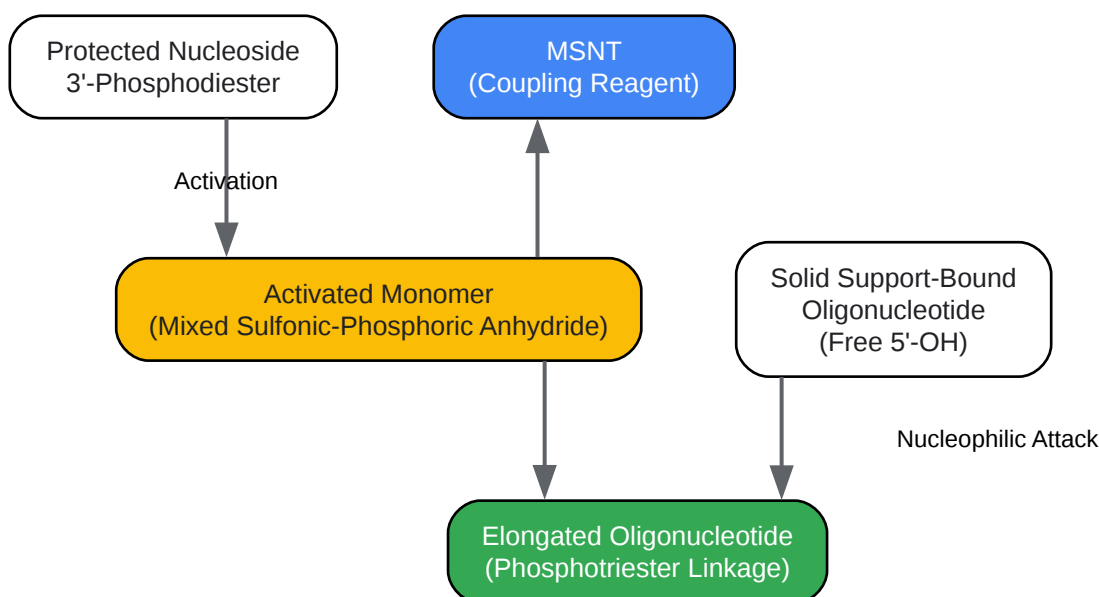 Protected Nucleoside
3'-Phosphodiester
MSNT
(Coupling Reagent)
Activation
Activated Monomer
(Mixed Sulfonic-Phosphoric Anhydride)
Solid Support-Bound
Oligonucleotide
(Free 5'-OH)
Nucleophilic Attack
Elongated Oligonucleotide
(Phosphotriester Linkage)